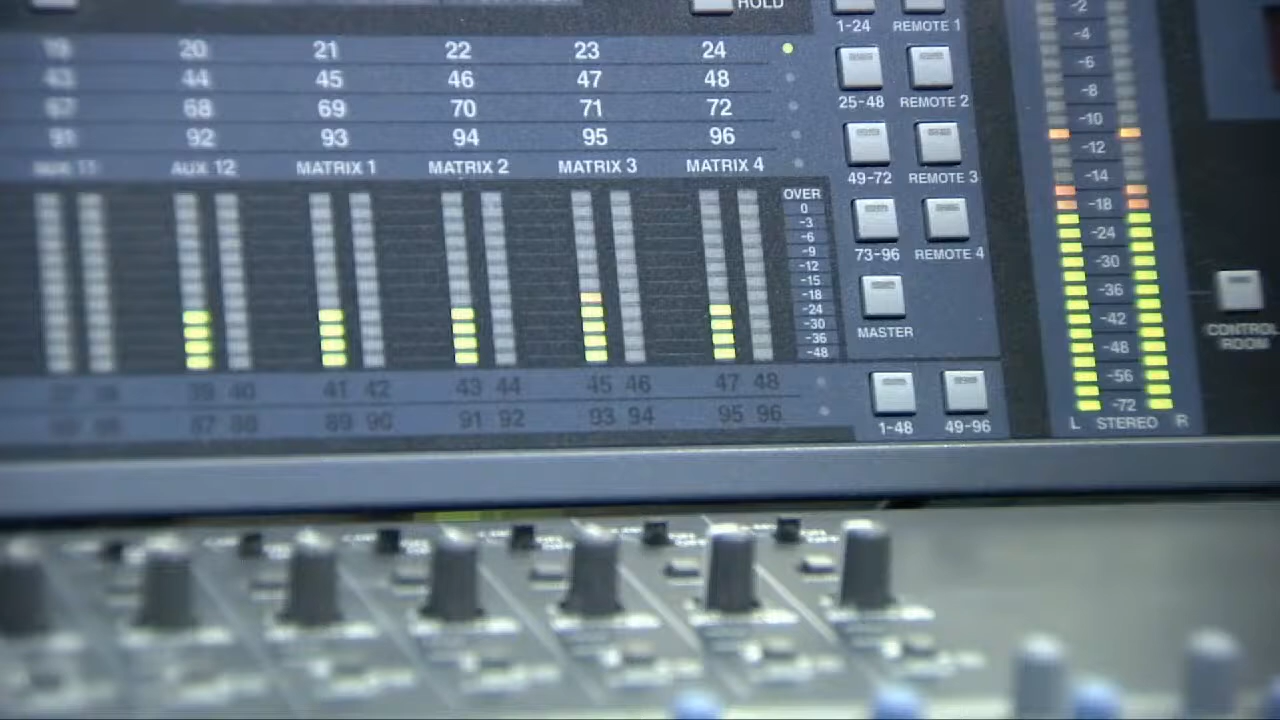 HOLD
1-24 REMOTE 1
19 20 21 22 23 24
43 44 45 46 47 48
25-48 REMOTE 2
67 68 69 70 71 72
91 92 93 94 95 96
AUX 11 AUX 12 MATRIX 1 MATRIX 2 MATRIX 3 MATRIX 4
49-72 REMOTE 3
OVER
0
-3
-6
-9
-12
-15
-18
-24
-30
-36
-48
73-96 REMOTE 4
MASTER
39 40 41 42 43 44 45 46 47 48
87 88 89 90 91 92 93 94 95 96
1-48 49-96
-2
-4
-6
-8
-10
-12
-14
-18
-24
-30
-36
-42
-48
-56
-72
L STEREO R
CONTROL
ROOM